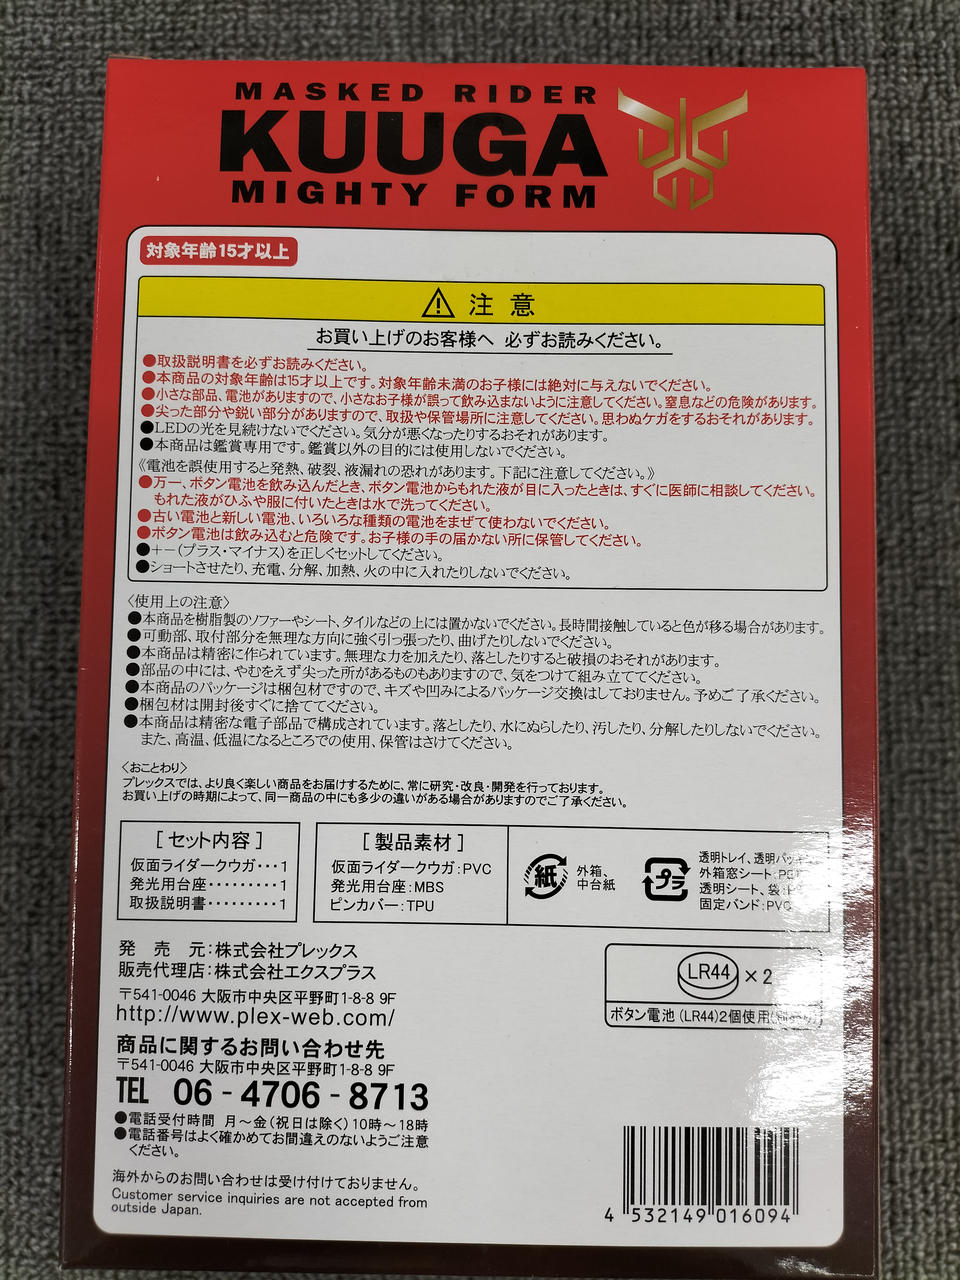 MASKED RIDER
KUUGA
MIGHTY FORM
対象年齢15才以上
注意
お買い上げのお客様へ 必ずお読みください。
●取扱説明書を必ずお読みください。
●本商品の対象年齢は15才以上です。対象年齢未満のお子様には絶対に与えないでください。
●小さな部品、電池がありますので、小さなお子様が誤って飲み込まないように注意してください。窒息などの危険があります。
●尖った部分や鋭い部分がありますので、取扱や保管場所に注意してください。思わぬケガをするおそれがあります。
●LEDの光を見続けないでください。気分が悪くなったりするおそれがあります。
●本商品は鑑賞専用です。鑑賞以外の目的には使用しないでください。
《電池を誤使用すると発熱、破裂、液漏れの恐れがあります。下記に注意してください。》
●万一、ボタン電池を飲み込んだとき、ボタン電池からもれた液が目に入ったときは、すぐに医師に相談してください。
もれた液がひふや服に付いたときは水で洗ってください。
●古い電池と新しい電池、いろいろな種類の電池をまぜて使わないでください。
●ボタン電池は飲み込むと危険です。お子様の手の届かない所に保管してください。
●＋－(プラス・マイナス)を正しくセットしてください。
●ショートさせたり、充電、分解、加熱、火の中に入れたりしないでください。
〈使用上の注意〉
●本商品を樹脂製のソファーやシート、タイルなどの上には置かないでください。長時間接触していると色が移る場合があります。
●可動部、取付部分を無理な方向に強く引っ張ったり、曲げたりしないでください。
●本商品は精密に作られています。無理な力を加えたり、落としたりすると破損のおそれがあります。
●部品の中には、やむをえず尖った所があるものもありますので、気をつけて組み立ててください。
●本商品のパッケージは梱包材ですので、キズや凹みによるパッケージ交換はしておりません。予めご了承ください。
●梱包材は開封後すぐに捨ててください。
●本商品は精密な電子部品で構成されています。落としたり、水にぬらしたり、汚したり、分解したりしないでください。
また、高温、低温になるところでの使用、保管はさけてください。
〈おことわり〉
プレックスでは、より良く楽しい商品をお届けするために、常に研究・改良・開発を行っております。
お買い上げの時期によって、同一商品の中にも多少の違いがある場合がありますのでご了承ください。
[セット内容]
仮面ライダークウガ・・・1
発光用台座・・・・・・・・・1
取扱説明書・・・・・・・・・1
[製品素材]
仮面ライダークウガ:PVC
発光用台座:MBS
ピンカバー:TPU
紙
外箱、
中台紙
プラ
透明トレイ、透明パッキン
外箱窓シート:PE
透明シート、袋
固定バンド:PVC
発売元:株式会社プレックス
販売代理店:株式会社エクスプラス
〒541-0046 大阪市中央区平野町1-8-8 9F
http://www.plex-web.com/
LR44 ×2
ボタン電池(LR44)2個使用
商品に関するお問い合わせ先
〒541-0046 大阪市中央区平野町1-8-8 9F
TEL 06-4706-8713
●電話受付時間 月～金(祝日は除く)10時～18時
●電話番号はよく確かめてお間違えのないようご注意
ください。
海外からのお問い合わせは受け付けておりません。
Customer service inquiries are not accepted from
outside Japan.
4 532149 016094